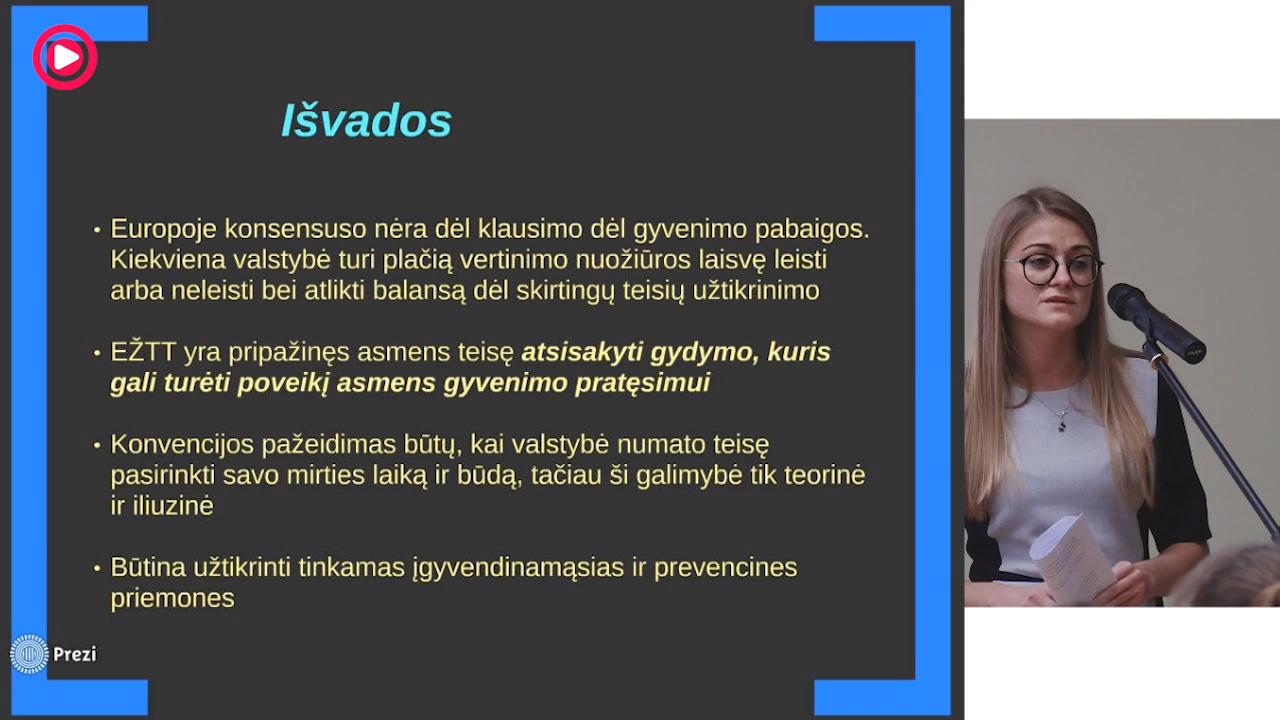 Išvados
• Europoje konsensuso nėra dėl klausimo dėl gyvenimo pabaigos.
Kiekviena valstybė turi plačią vertinimo nuožiūros laisvę leisti
arba neleisti bei atlikti balansą dėl skirtingų teisių užtikrinimo
• EŽTT yra pripažinęs asmens teisę atsisakyti gydymo, kuris
gali turėti poveikį asmens gyvenimo pratęsimui
• Konvencijos pažeidimas būtų, kai valstybė numato teisę
pasirinkti savo mirties laiką ir būdą, tačiau ši galimybė tik teorinė
ir iliuzinė
• Būtina užtikrinti tinkamas įgyvendinamąsias ir prevencines
priemones
Prezi